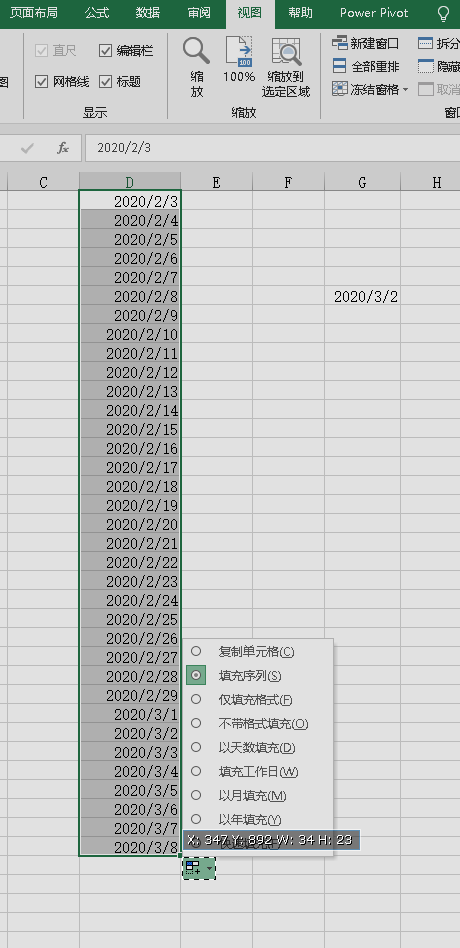 页面布局 公式 数据 审阅 视图 帮助 Power Pivot
直尺 编辑栏
网格线 标题
显示
缩放
100%
缩放到选定区域
缩放
新建窗口
全部重排
冻结窗格
拆分
隐藏
取消
图
窗口
fx 2020/2/3
C D E F G H
2020/2/3
2020/2/4
2020/2/5
2020/2/6
2020/2/7
2020/2/8 2020/3/2
2020/2/9
2020/2/10
2020/2/11
2020/2/12
2020/2/13
2020/2/14
2020/2/15
2020/2/16
2020/2/17
2020/2/18
2020/2/19
2020/2/20
2020/2/21
2020/2/22
2020/2/23
2020/2/24
2020/2/25
2020/2/26
2020/2/27
2020/2/28
2020/2/29
2020/3/1
2020/3/2
2020/3/3
2020/3/4
2020/3/5
2020/3/6
2020/3/7
2020/3/8
复制单元格(C)
填充序列(S)
仅填充格式(F)
不带格式填充(O)
以天数填充(D)
填充工作日(W)
以月填充(M)
以年填充(Y)
X: 347 Y: 892 W: 34 H: 23